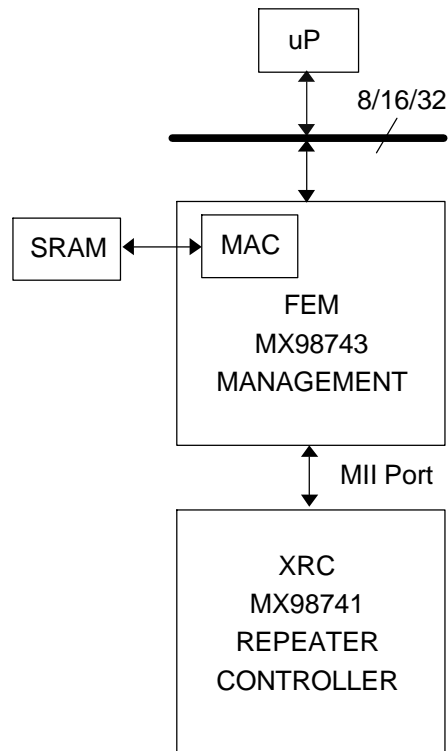 uP
8/16/32
SRAM
MAC
FEM
MX98743
MANAGEMENT
MII Port
XRC
MX98741
REPEATER
CONTROLLER